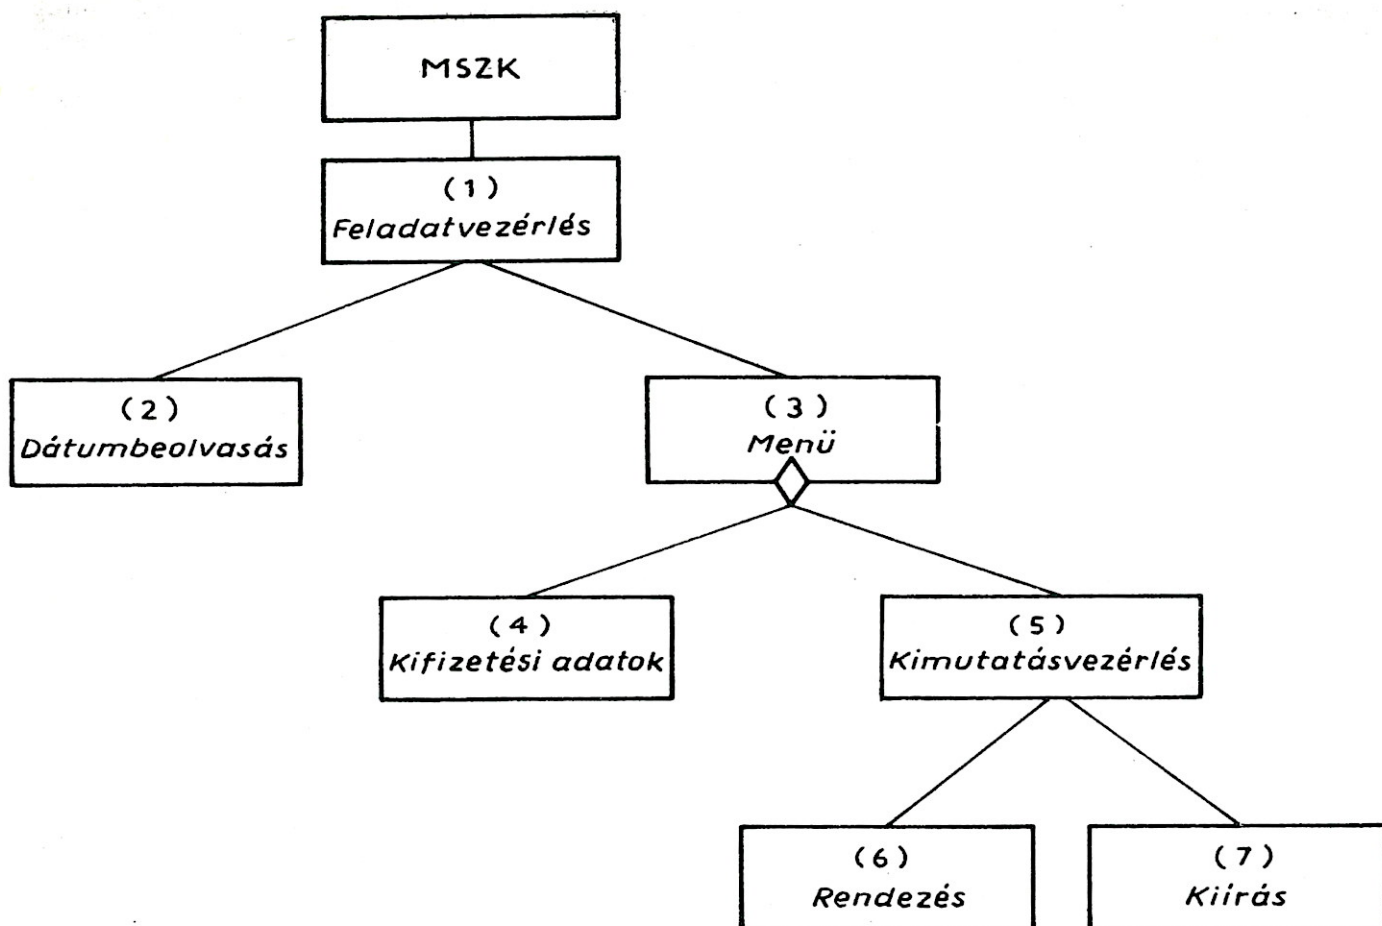 MSZK
(1)
Feladatvezérlés
(2)
Dátumbeolvasás
(3)
Menü
(4)
Kifizetési adatok
(5)
Kimutatásvezérlés
(6)
Rendezés
(7)
Kiírás